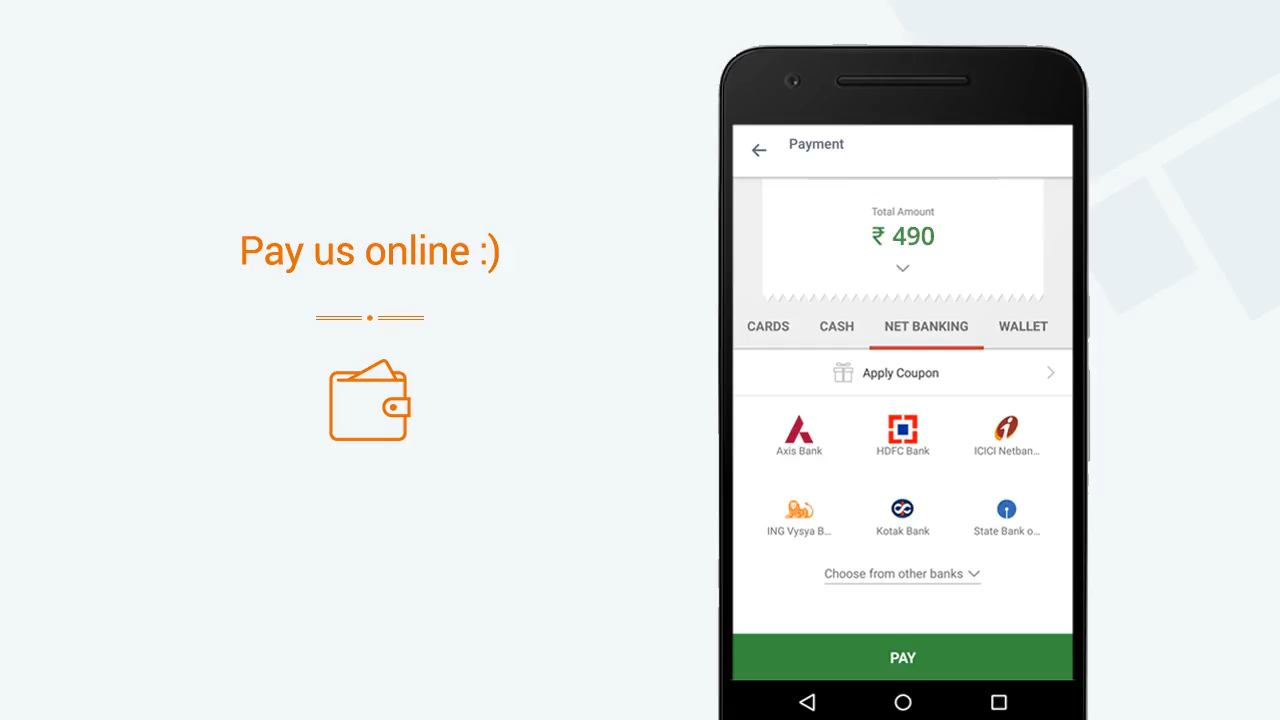 Pay us online :)
Payment
Total Amount
₹ 490
CARDS CASH NET BANKING WALLET
Apply Coupon
Axis Bank HDFC Bank ICICI Netban...
ING Vysya B... Kotak Bank State Bank o...
Choose from other banks
PAY